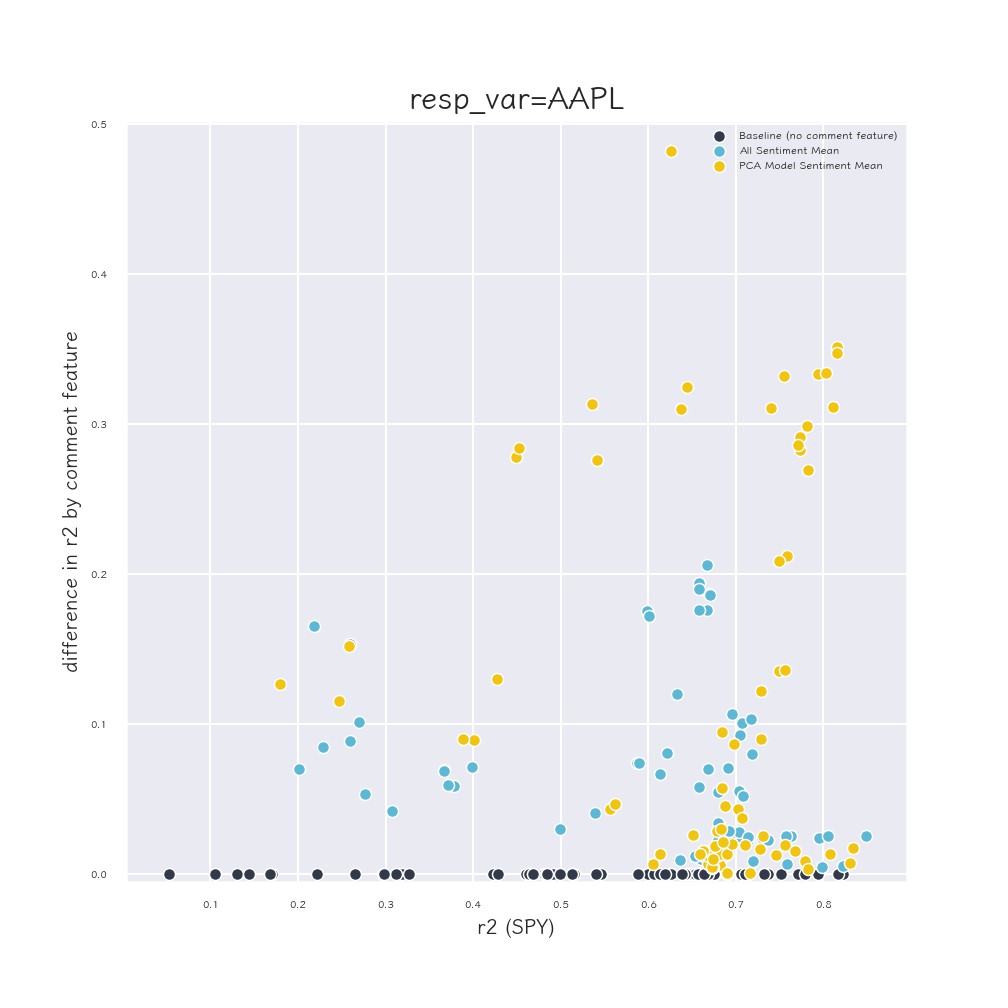 resp_var=AAPL
0.5
Baseline (no comment feature)
All Sentiment Mean
PCA Model Sentiment Mean
0.4
0.3
0.2
0.1
0.0
difference in r2 by comment feature
0.1 0.2 0.3 0.4 0.5 0.6 0.7 0.8
r2 (SPY)